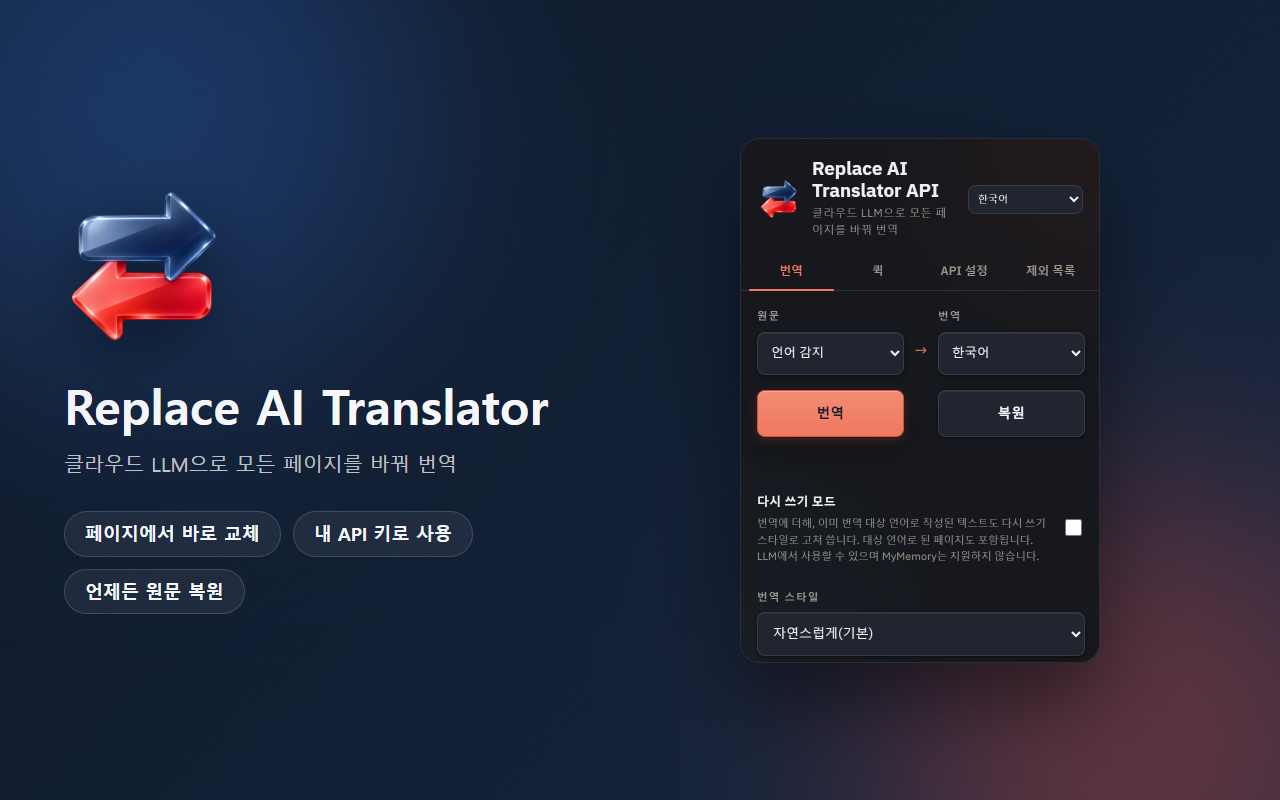 Replace AI Translator
클라우드 LLM으로 모든 페이지를 바꿔 번역
페이지에서 바로 교체
내 API 키로 사용
언제든 원문 복원
Replace AI
Translator API
클라우드 LLM으로 모든 페
이지를 바꿔 번역
한국어
번역
퀵
API 설정
제외 목록
원문
번역
언어 감지
→
한국어
번역
복원
다시 쓰기 모드
번역에 더해, 이미 번역 대상 언어로 작성된 텍스트도 다시 쓰기
스타일로 고쳐 씁니다. 대상 언어로 된 페이지도 포함됩니다.
LLM에서 사용할 수 있으며 MyMemory는 지원하지 않습니다.
번역 스타일
자연스럽게(기본)